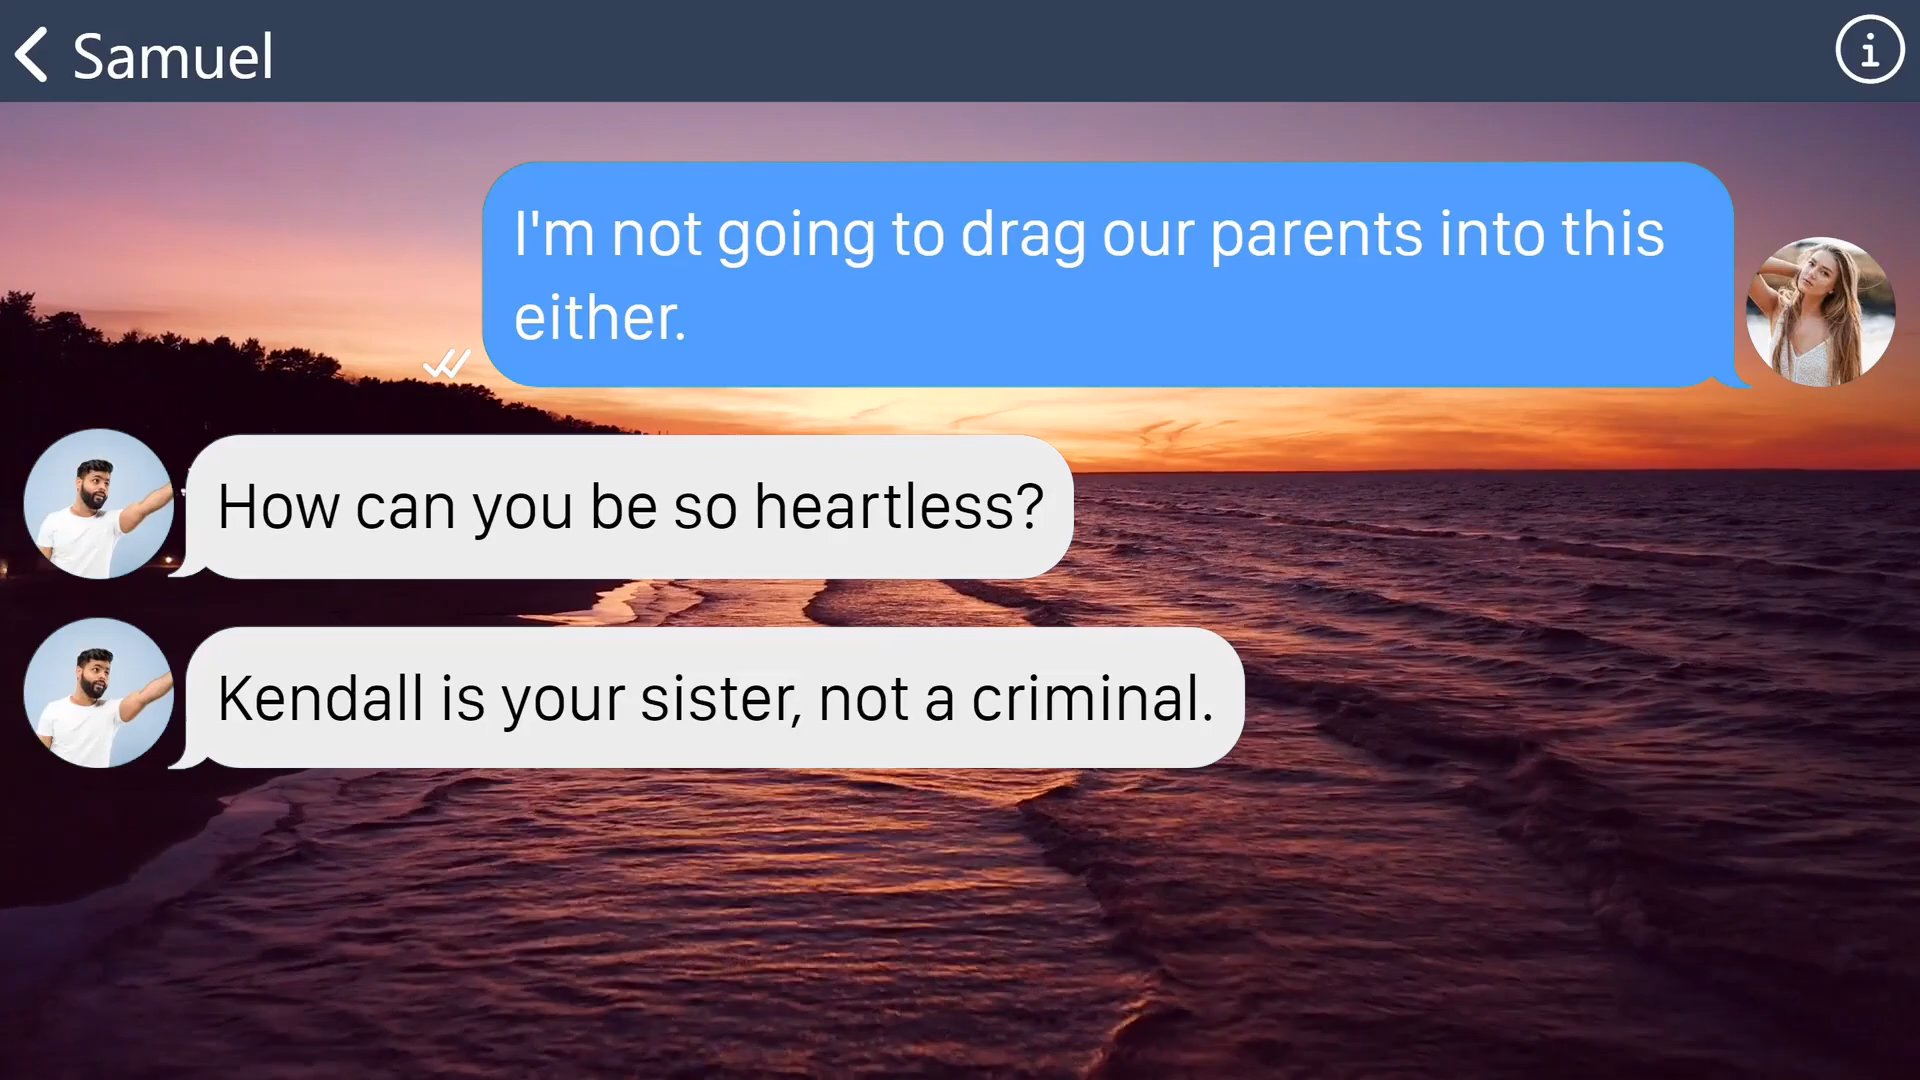 Samuel
I'm not going to drag our parents into this
either.
How can you be so heartless?
Kendall is your sister, not a criminal.